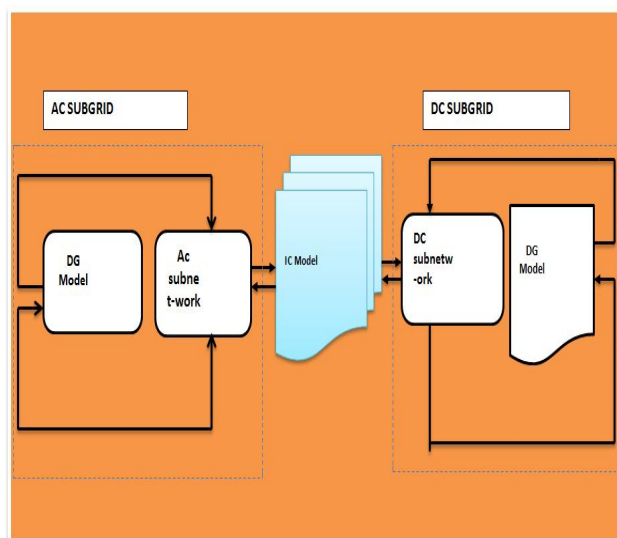 AC SUBGRID
DC SUBGRID
DG
Model
Ac
subne
t-work
IC Model
DC
subnetw
-ork
DG
Model